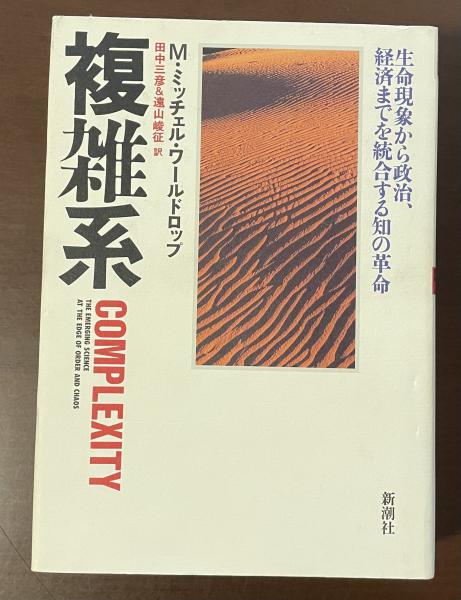 生命現象から政治、
経済までを統合する知の革命
M・ミッチェル・ワールドロップ
田中三彦&遠山峻征 訳
複雑系
COMPLEXITY
THE EMERGING SCIENCE
AT THE EDGE OF ORDER AND CHAOS
新潮社